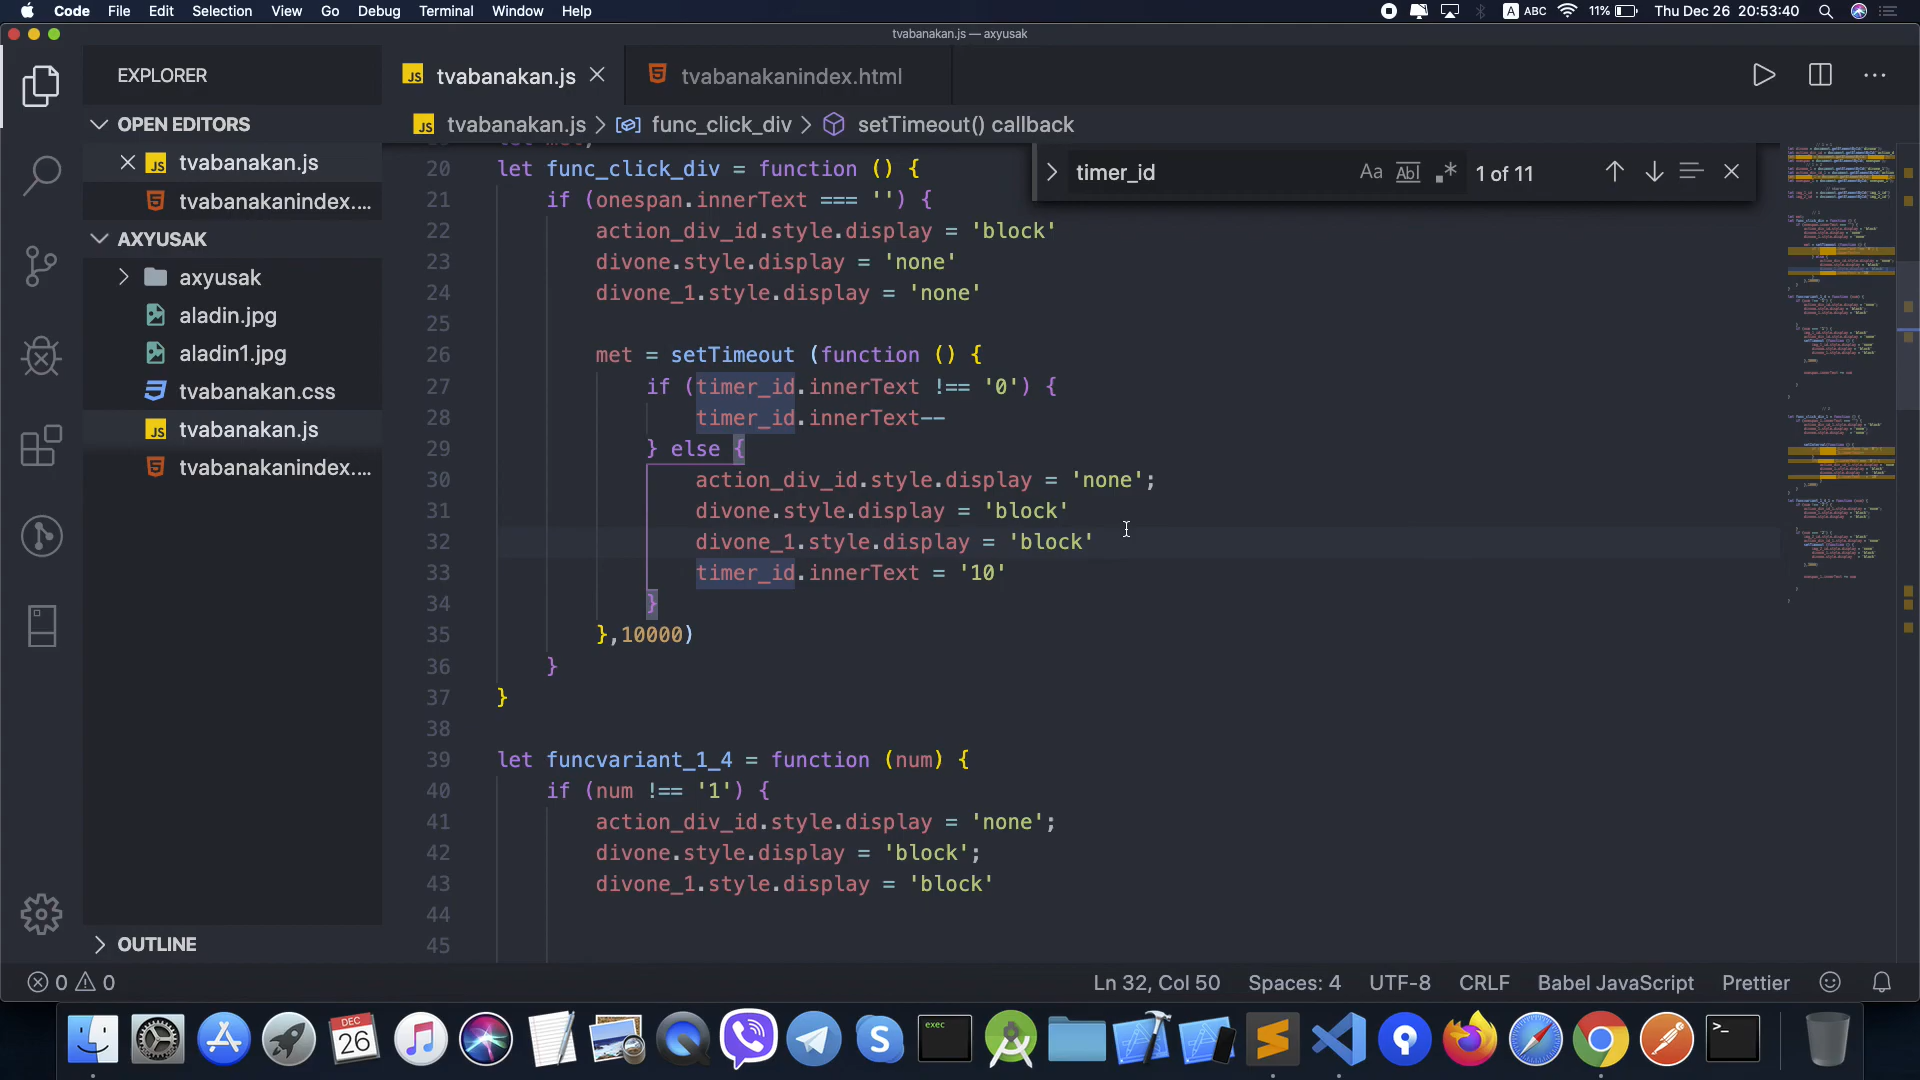 Code File Edit Selection View Go Debug Terminal Window Help A ABC 11% Thu Dec 26 20:53:40
tvabanakan.js — axyusak
EXPLORER
OPEN EDITORS
JS tvabanakan.js
tvabanakanindex....
AXYUSAK
axyusak
aladin.jpg
aladin1.jpg
tvabanakan.css
JS tvabanakan.js
tvabanakanindex....
OUTLINE
JS tvabanakan.js
tvabanakanindex.html
JS tvabanakan.js > func_click_div > setTimeout() callback
timer_id Aa Abl .* 1 of 11
20 let func_click_div = function () {
21 if (onespan.innerText === '') {
22 action_div_id.style.display = 'block'
23 divone.style.display = 'none'
24 divone_1.style.display = 'none'
25
26 met = setTimeout (function () {
27 if (timer_id.innerText !== '0') {
28 timer_id.innerText--
29 } else {
30 action_div_id.style.display = 'none';
31 divone.style.display = 'block'
32 divone_1.style.display = 'block'
33 timer_id.innerText = '10'
34 }
35 },10000)
36 }
37 }
38
39 let funcvariant_1_4 = function (num) {
40 if (num !== '1') {
41 action_div_id.style.display = 'none';
42 divone.style.display = 'block';
43 divone_1.style.display = 'block'
44
45
0 0 Ln 32, Col 50 Spaces: 4 UTF-8 CRLF Babel JavaScript Prettier
DEC
26
exec
>_